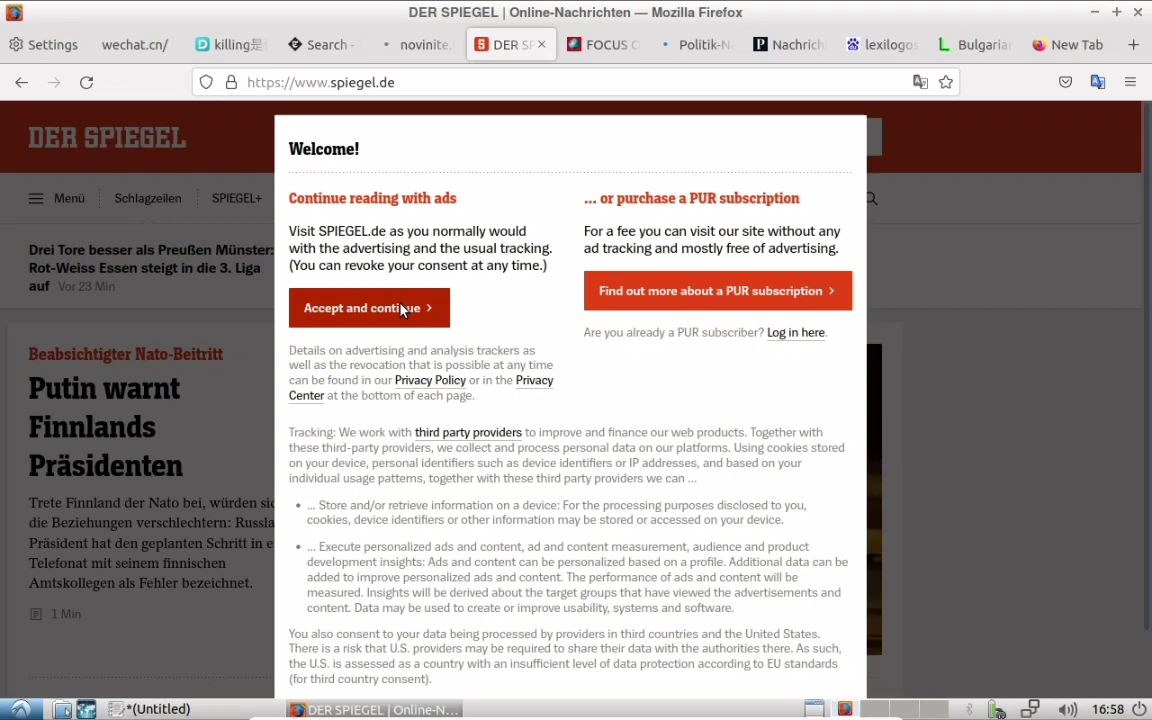 DER SPIEGEL | Online-Nachrichten — Mozilla Firefox
Settings
wechat.cn/
killing是
Search -
novinite.
DER SP
FOCUS O
Politik-N
Nachrich
lexilogos
Bulgarian
New Tab
https://www.spiegel.de
DER SPIEGEL
Menü
Schlagzeilen
SPIEGEL+
Drei Tore besser als Preußen Münster:
Rot-Weiss Essen steigt in die 3. Liga
auf Vor 23 Min
Beabsichtigter Nato-Beitritt
Putin warnt
Finnlands
Präsidenten
Trete Finnland der Nato bei, würden sic
die Beziehungen verschlechtern: Russla
Präsident hat den geplanten Schritt in e
Telefonat mit seinem finnischen
Amtskollegen als Fehler bezeichnet.
1 Min
Welcome!
Continue reading with ads
Visit SPIEGEL.de as you normally would
with the advertising and the usual tracking.
(You can revoke your consent at any time.)
Accept and continue
Details on advertising and analysis trackers as
well as the revocation that is possible at any time
can be found in our Privacy Policy or in the Privacy
Center at the bottom of each page.
... or purchase a PUR subscription
For a fee you can visit our site without any
ad tracking and mostly free of advertising.
Find out more about a PUR subscription
Are you already a PUR subscriber? Log in here.
Tracking: We work with third party providers to improve and finance our web products. Together with
these third-party providers, we collect and process personal data on our platforms. Using cookies stored
on your device, personal identifiers such as device identifiers or IP addresses, and based on your
individual usage patterns, together with these third party providers we can ...
• ... Store and/or retrieve information on a device: For the processing purposes disclosed to you,
cookies, device identifiers or other information may be stored or accessed on your device.
• ... Execute personalized ads and content, ad and content measurement, audience and product
development insights: Ads and content can be personalized based on a profile. Additional data can be
added to improve personalized ads and content. The performance of ads and content will be
measured. Insights will be derived about the target groups that have viewed the advertisements and
content. Data may be used to create or improve usability, systems and software.
You also consent to your data being processed by providers in third countries and the United States.
There is a risk that U.S. providers may be required to share their data with the authorities there. As such,
the U.S. is assessed as a country with an insufficient level of data protection according to EU standards
(for third country consent).
*(Untitled)
DER SPIEGEL | Online-N...
16:58